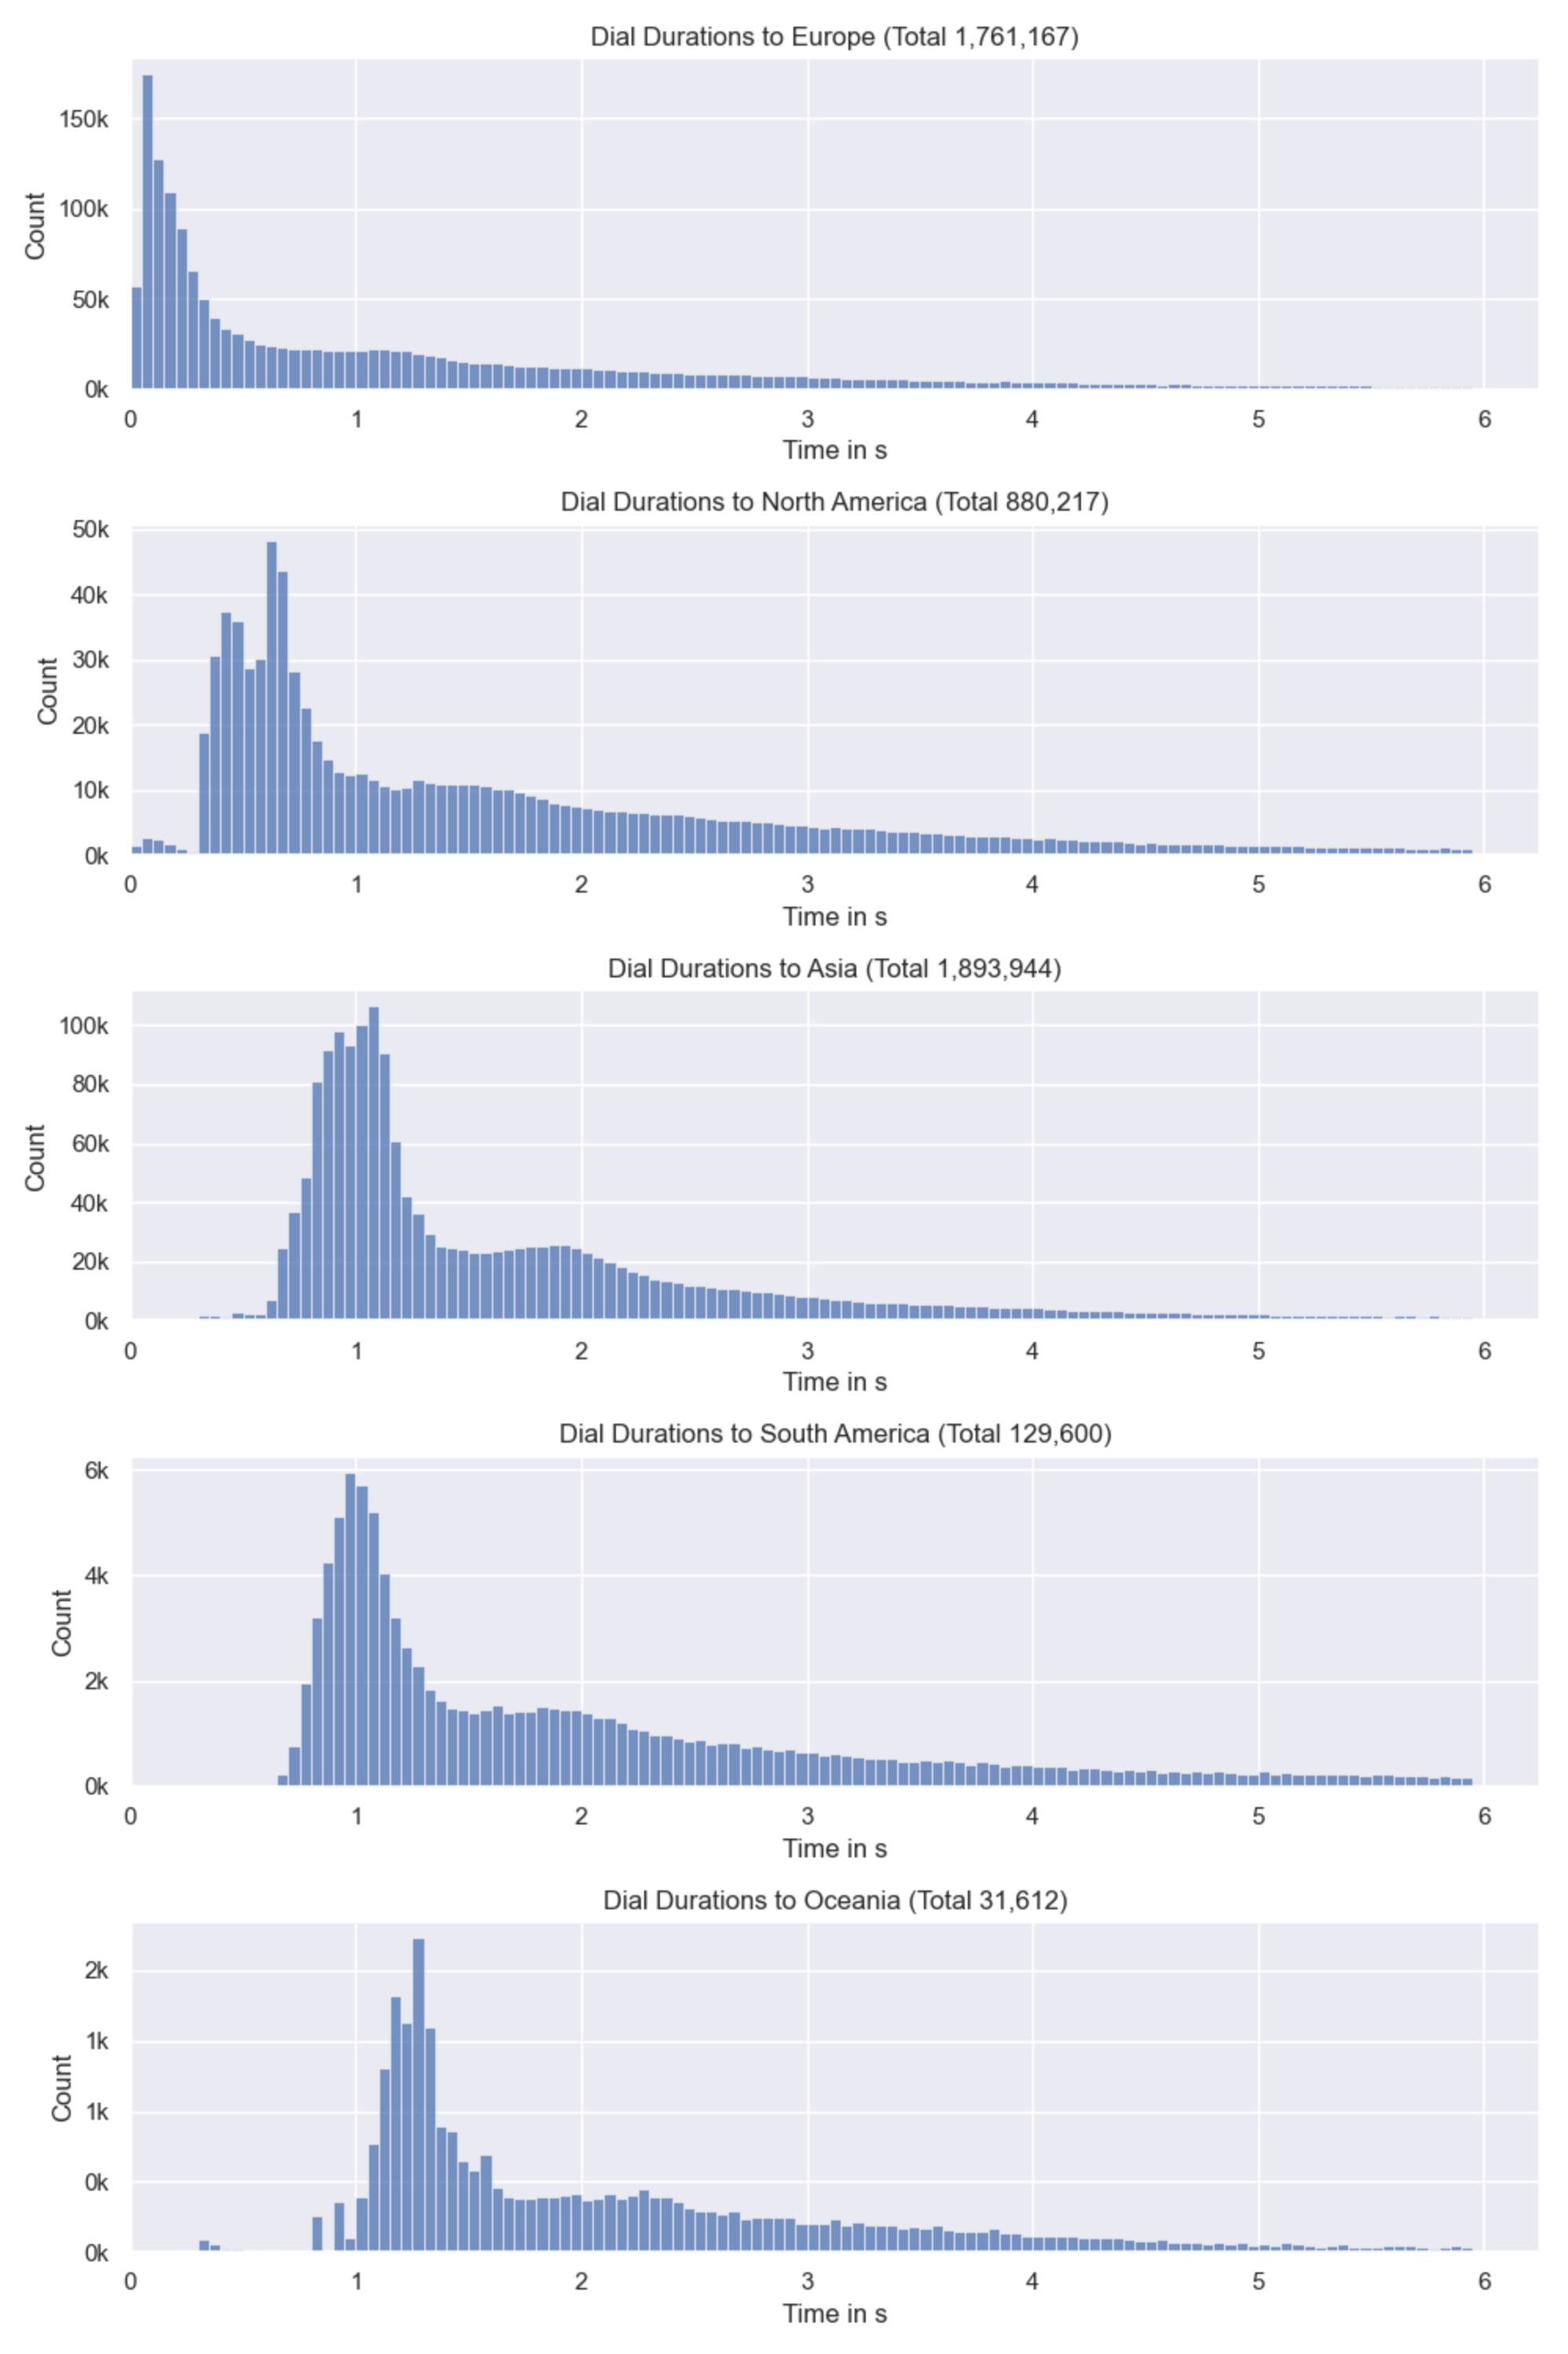 Dial Durations to Europe (Total 1,761,167)
150k
100k
50k
0k
Count
0 1 2 3 4 5 6
Time in s
Dial Durations to North America (Total 880,217)
50k
40k
30k
20k
10k
0k
Count
0 1 2 3 4 5 6
Time in s
Dial Durations to Asia (Total 1,893,944)
100k
80k
60k
40k
20k
0k
Count
0 1 2 3 4 5 6
Time in s
Dial Durations to South America (Total 129,600)
6k
4k
2k
0k
Count
0 1 2 3 4 5 6
Time in s
Dial Durations to Oceania (Total 31,612)
2k
1k
1k
0k
0k
Count
0 1 2 3 4 5 6
Time in s